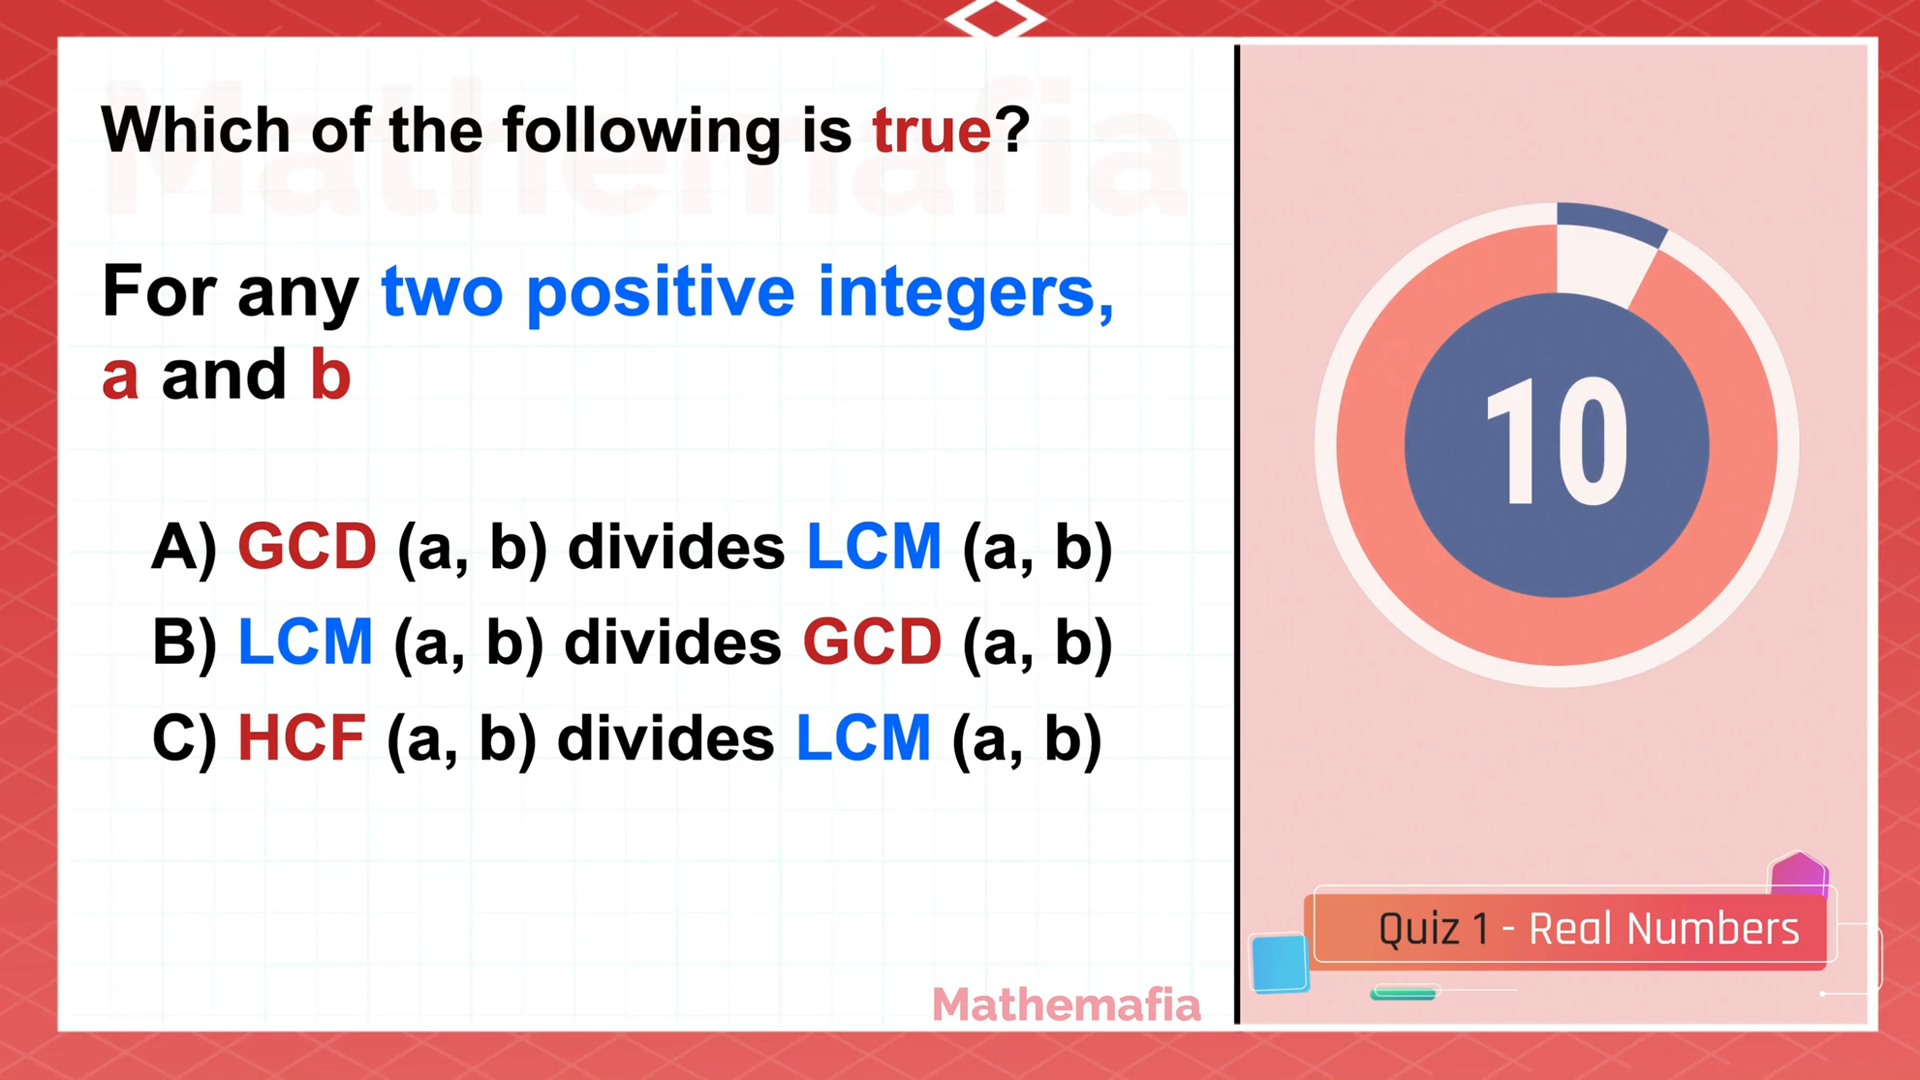 Mathemafia
Which of the following is true?
For any two positive integers,
a and b
A) GCD (a, b) divides LCM (a, b)
B) LCM (a, b) divides GCD (a, b)
C) HCF (a, b) divides LCM (a, b)
10
Quiz 1 - Real Numbers
Mathemafia